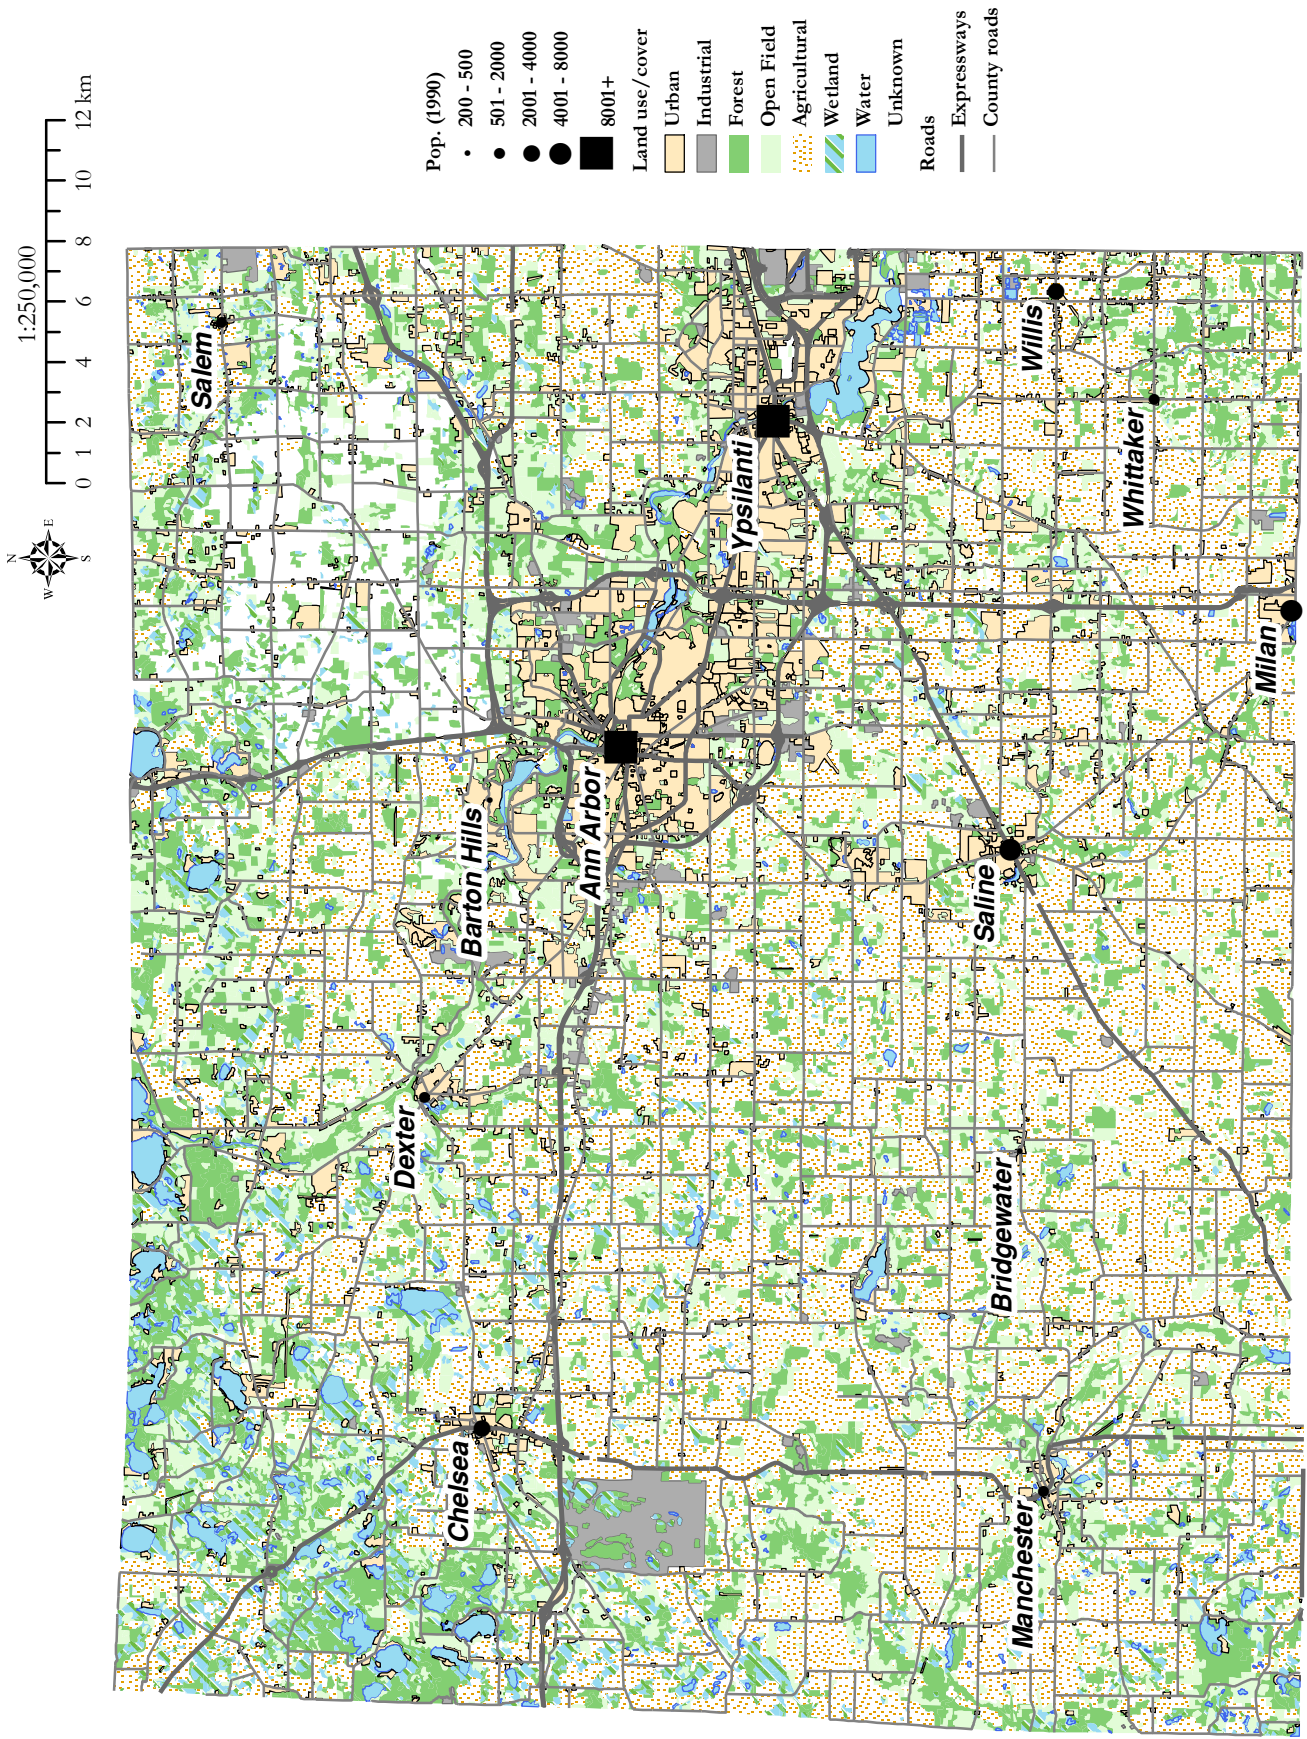 N
W
E
S
1:250,000
0
1
2
4
6
8
10
12 km
Pop. (1990)
200 - 500
501 - 2000
2001 - 4000
4001 - 8000
8001+
Land use/cover
Urban
Industrial
Forest
Open Field
Agricultural
Wetland
Water
Unknown
Roads
Expressways
County roads
Salem
Dexter
Chelsea
Barton Hills
Ann Arbor
Ypsilanti
Saline
Bridgewater
Manchester
Willis
Whittaker
Milan